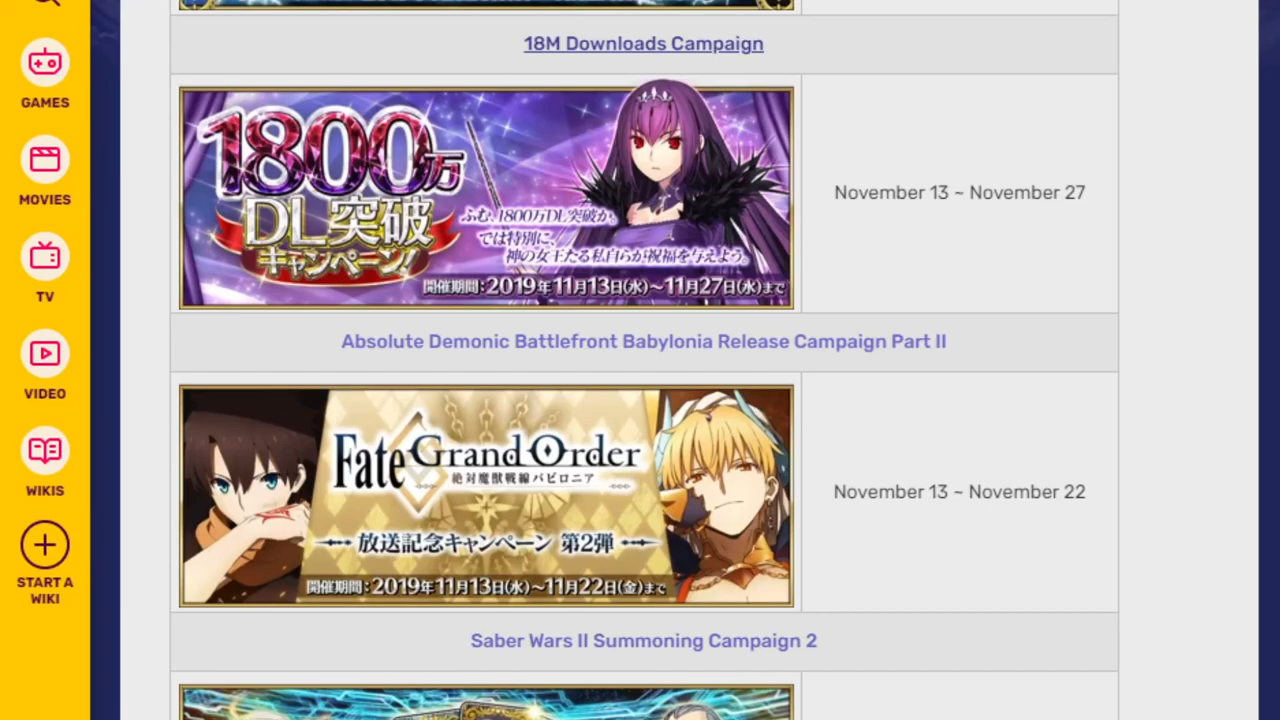 GAMES
MOVIES
TV
VIDEO
WIKIS
START A
WIKI
18M Downloads Campaign
1800万
DL突破
キャンペーン!
ふむ、1800万DL突破か。
では特別に、
神の女王たる私自らが祝福を与えよう。
開催期間:2019年11月13日(水)～11月27日(水)まで
November 13 ~ November 27
Absolute Demonic Battlefront Babylonia Release Campaign Part II
Fate Grand Order
絶対魔獣戦線バビロニア
放送記念キャンペーン 第2弾
開催期間:2019年11月13日(水)～11月22日(金)まで
November 13 ~ November 22
Saber Wars II Summoning Campaign 2